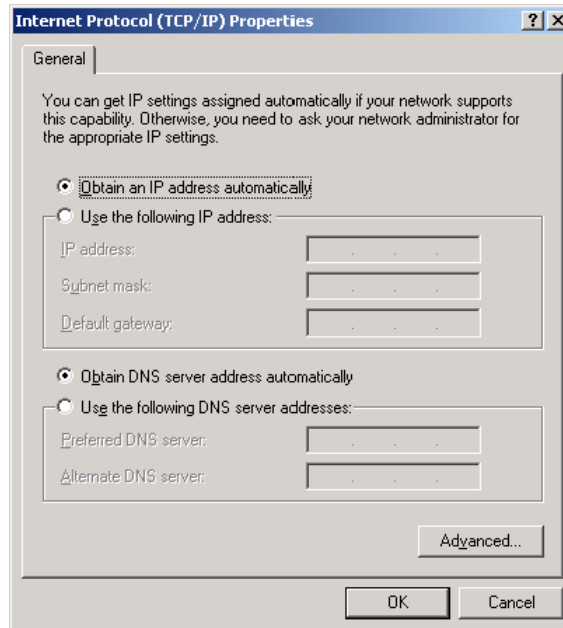 Internet Protocol (TCP/IP) Properties
General
You can get IP settings assigned automatically if your network supports
this capability. Otherwise, you need to ask your network administrator for
the appropriate IP settings.
Obtain an IP address automatically
Use the following IP address:
IP address:
Subnet mask:
Default gateway:
Obtain DNS server address automatically
Use the following DNS server addresses:
Preferred DNS server:
Alternate DNS server:
Advanced...
OK Cancel